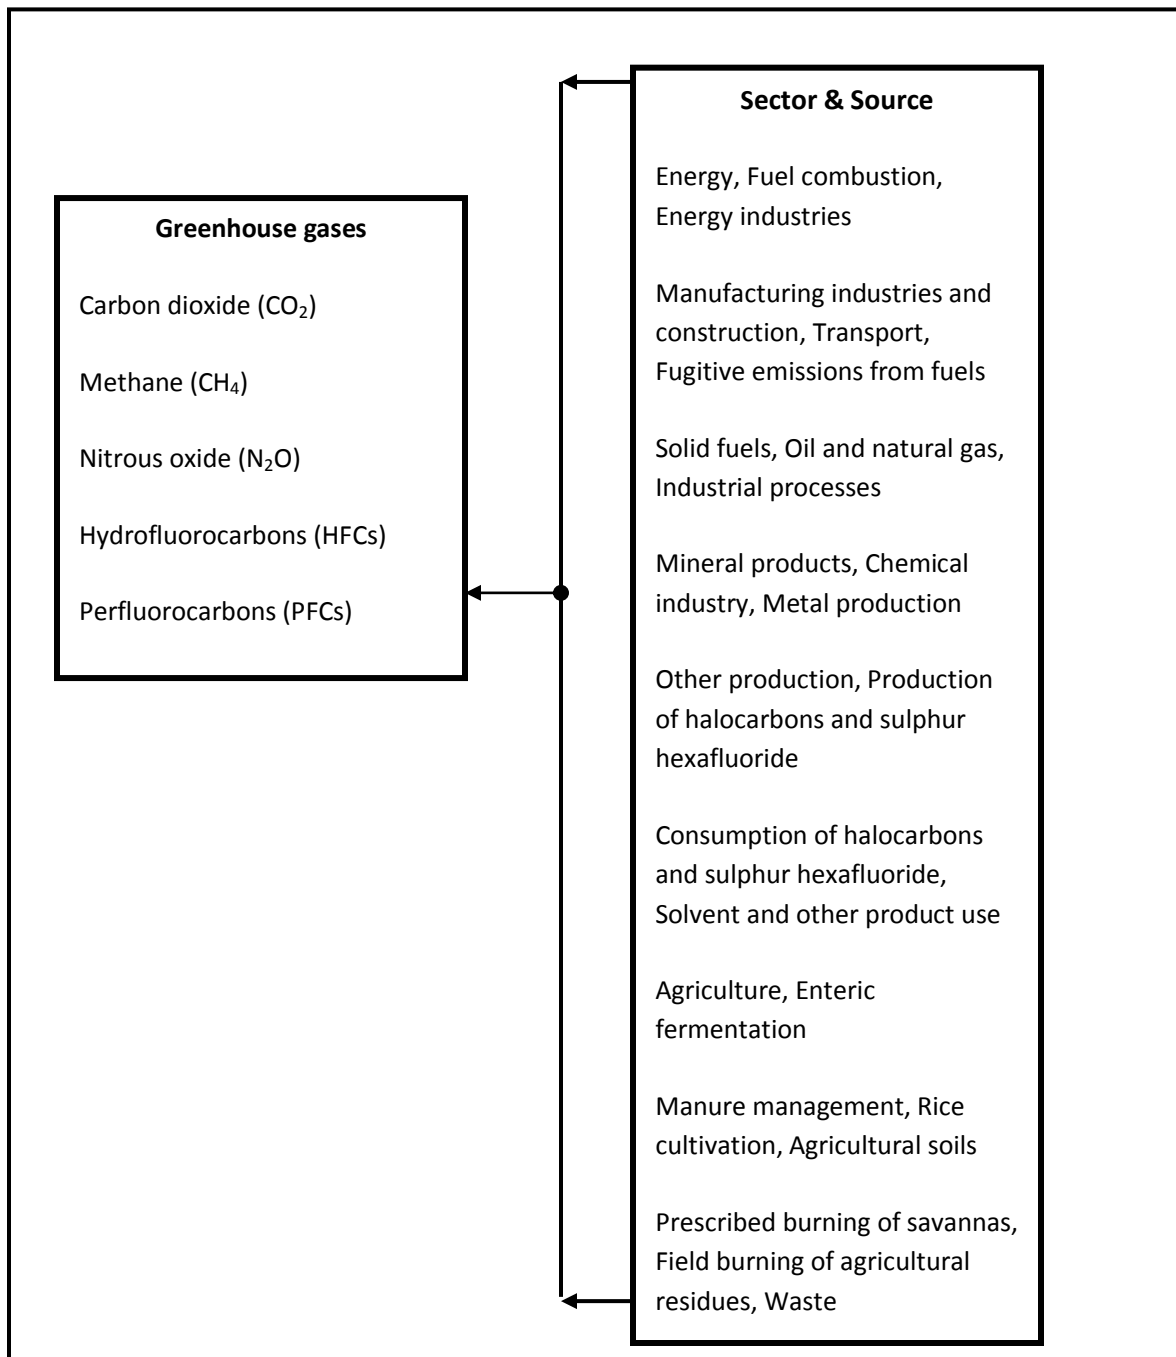 Greenhouse gases
Carbon dioxide (CO₂)
Methane (CH₄)
Nitrous oxide (N₂O)
Hydrofluorocarbons (HFCs)
Perfluorocarbons (PFCs)
Sector & Source
Energy, Fuel combustion,
Energy industries
Manufacturing industries and
construction, Transport,
Fugitive emissions from fuels
Solid fuels, Oil and natural gas,
Industrial processes
Mineral products, Chemical
industry, Metal production
Other production, Production
of halocarbons and sulphur
hexafluoride
Consumption of halocarbons
and sulphur hexafluoride,
Solvent and other product use
Agriculture, Enteric
fermentation
Manure management, Rice
cultivation, Agricultural soils
Prescribed burning of savannas,
Field burning of agricultural
residues, Waste